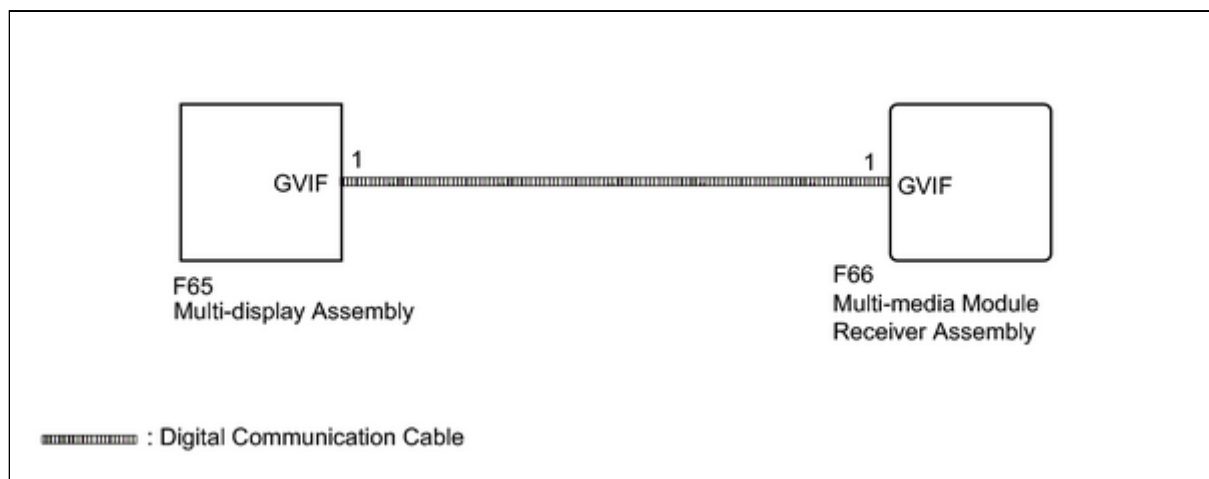 1
1
GVIF
GVIF
F65
Multi-display Assembly
F66
Multi-media Module
Receiver Assembly
: Digital Communication Cable